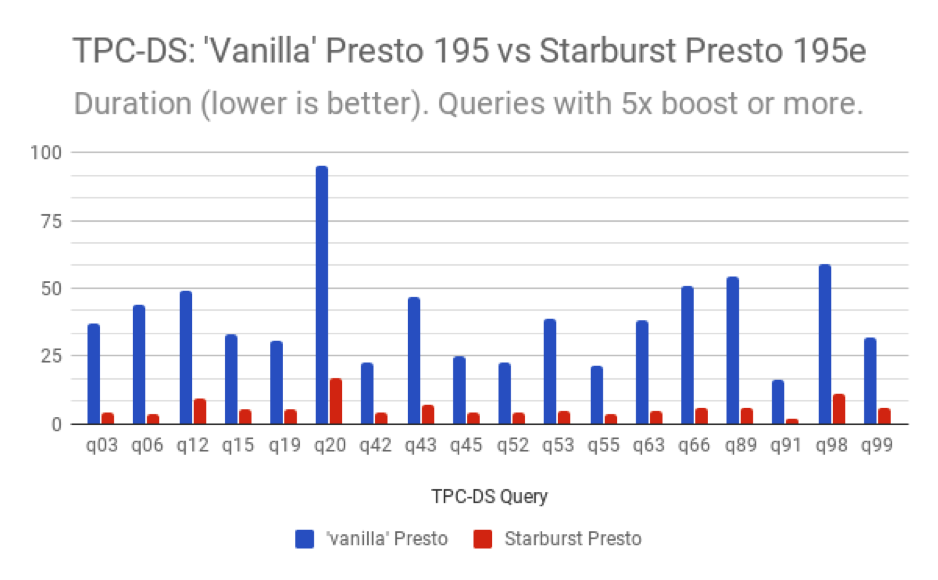 TPC-DS: 'Vanilla' Presto 195 vs Starburst Presto 195e
Duration (lower is better). Queries with 5x boost or more.
100
75
50
25
0
q03 q06 q12 q15 q19 q20 q42 q43 q45 q52 q53 q55 q63 q66 q89 q91 q98 q99
TPC-DS Query
'vanilla' Presto Starburst Presto